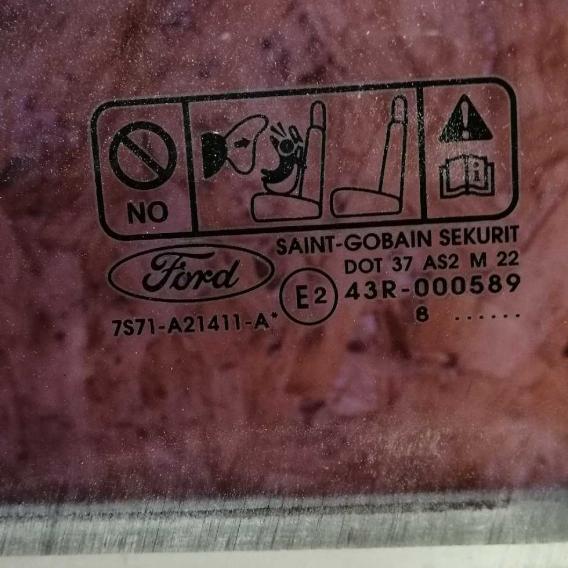 NO
SAINT-GOBAIN SEKURIT
Ford
DOT 37 AS2 M 22
E2
43R-000589
7S71-A21411-A*
8 ......